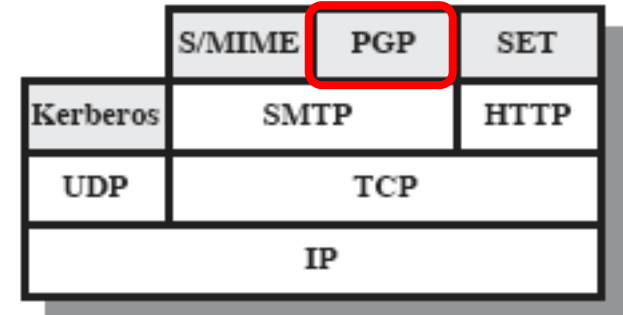 S/MIME PGP SET
Kerberos SMTP HTTP
UDP TCP
IP